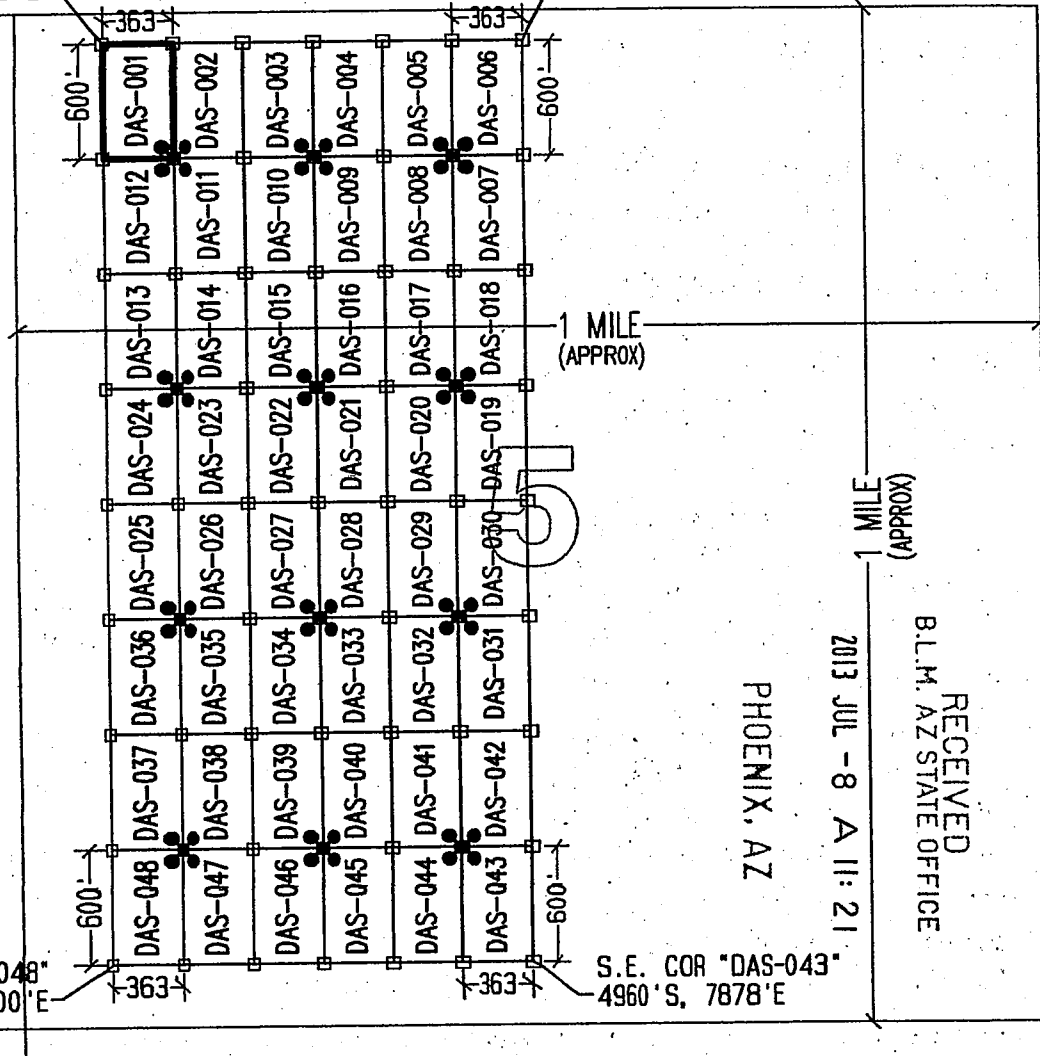 363 363
600' DAS-001 DAS-002 DAS-003 DAS-004 DAS-005 DAS-006 600'
DAS-012 DAS-011 DAS-010 DAS-009 DAS-008 DAS-007
DAS-013 DAS-014 DAS-015 DAS-016 DAS-017 DAS-018
1 MILE
(APPROX)
DAS-024 DAS-023 DAS-022 DAS-021 DAS-020 DAS-019
5
1 MILE
(APPROX)
DAS-025 DAS-026 DAS-027 DAS-028 DAS-029 DAS-030
DAS-036 DAS-035 DAS-034 DAS-033 DAS-032 DAS-031
RECEIVED
B.L.M. AZ STATE OFFICE
2013 JUL -8 A 11: 21
PHOENIX, AZ
DAS-037 DAS-038 DAS-039 DAS-040 DAS-041 DAS-042
600' DAS-048 DAS-047 DAS-046 DAS-045 DAS-044 DAS-043 600'
048"
00'E
363 363
S.E. COR "DAS-043"
4960'S, 7878'E